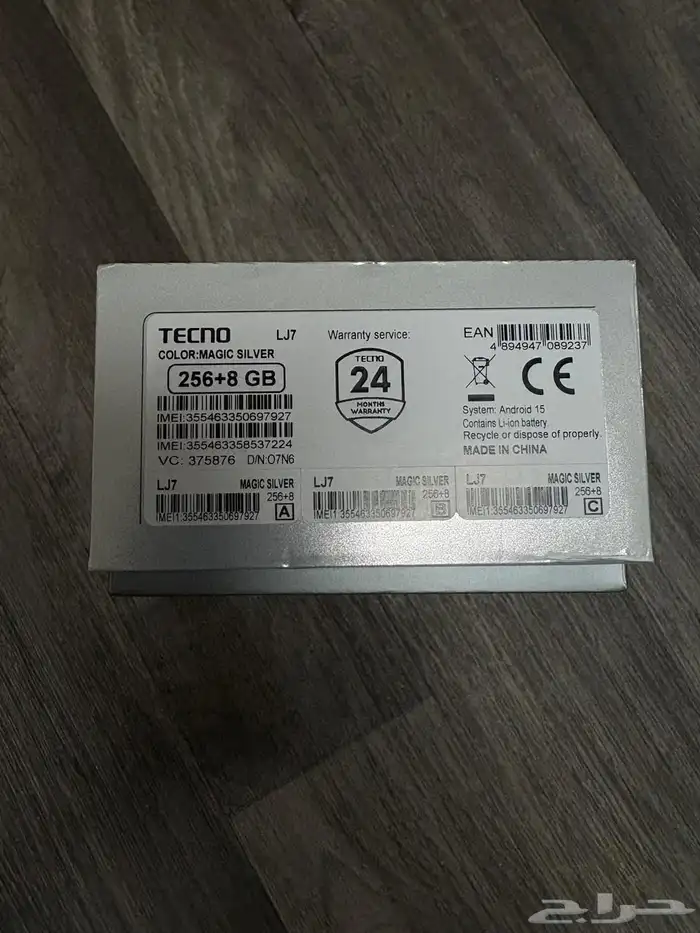 TECNO LJ7
COLOR:MAGIC SILVER
256+8 GB
IMEI:355463350697927
IMEI:355463358537224
VC: 375876 D/N:07N6
Warranty service:
TECNO
24
MONTHS
WARRANTY
EAN
4 894947 089237
CE
System: Android 15
Contains Li-ion battery.
Recycle or dispose of properly.
MADE IN CHINA
LJ7 MAGIC SILVER
256+8
IMEI1:355463350697927 A
LJ7 MAGIC SILVER
256+8
IMEI1:355463350697927 B
LJ7 MAGIC SILVER
256+8
IMEI1:355463350697927 C
حراج